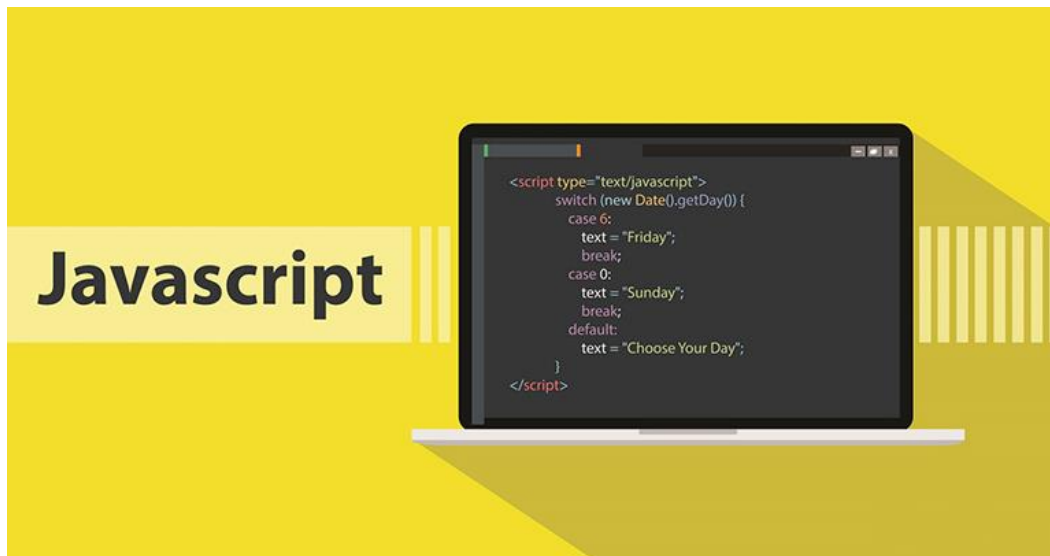 Javascript
<script type="text/javascript">
switch (new Date().getDay()) {
case 6:
text = "Friday";
break;
case 0:
text = "Sunday";
break;
default:
text = "Choose Your Day";
}
</script>